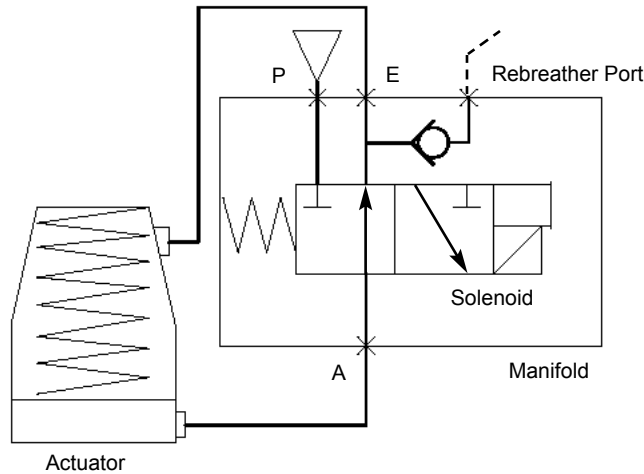 P
E
Rebreather Port
Solenoid
A
Manifold
Actuator